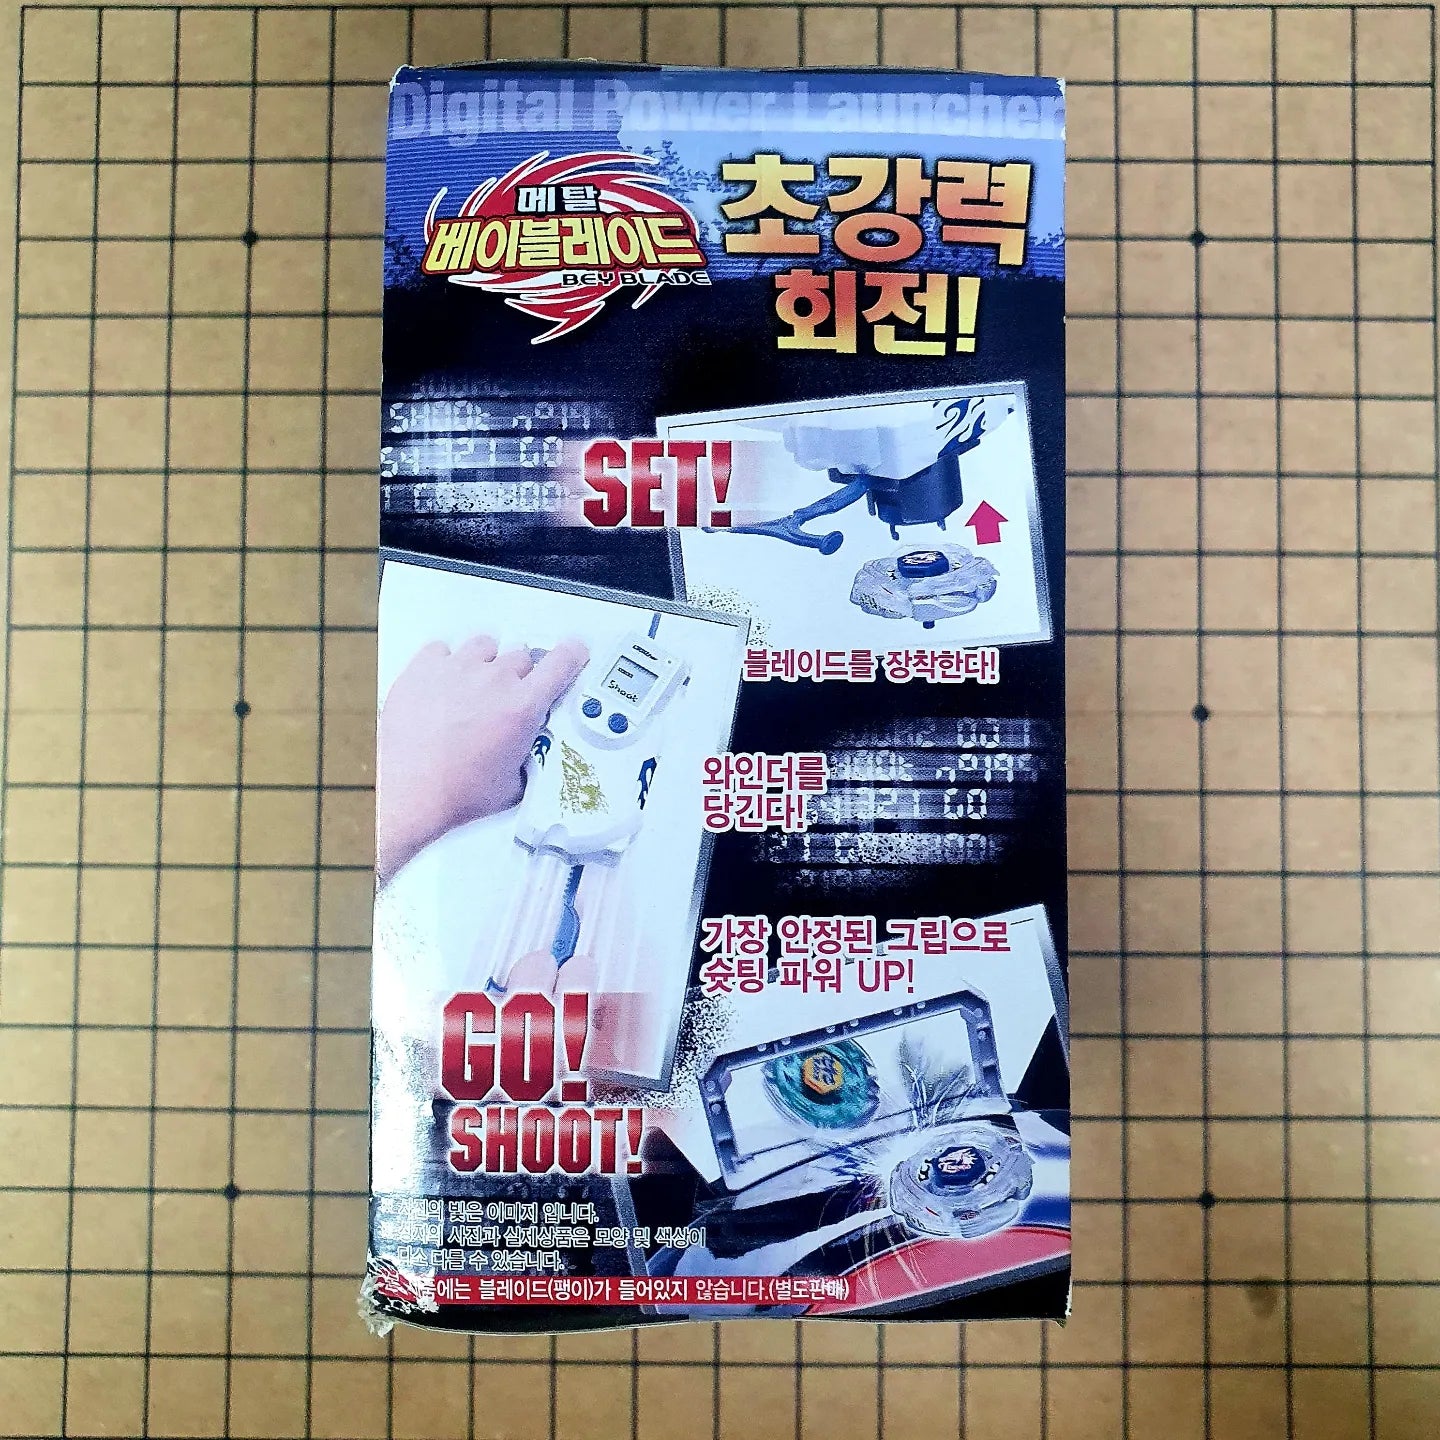 Digital Power Launcher
메탈
베이블레이드
BEYBLADE
초강력
회전!
SET!
블레이드를 장착한다!
Shoot
와인더를
당긴다!
가장 안정된 그립으로
슛팅 파워 UP!
GO!
SHOOT!
빛은 이미지 입니다.
사진과 실제상품은 모양 및 색상이
다소 다를 수 있습니다.
블레이드(팽이)가 들어있지 않습니다.(별도판매)